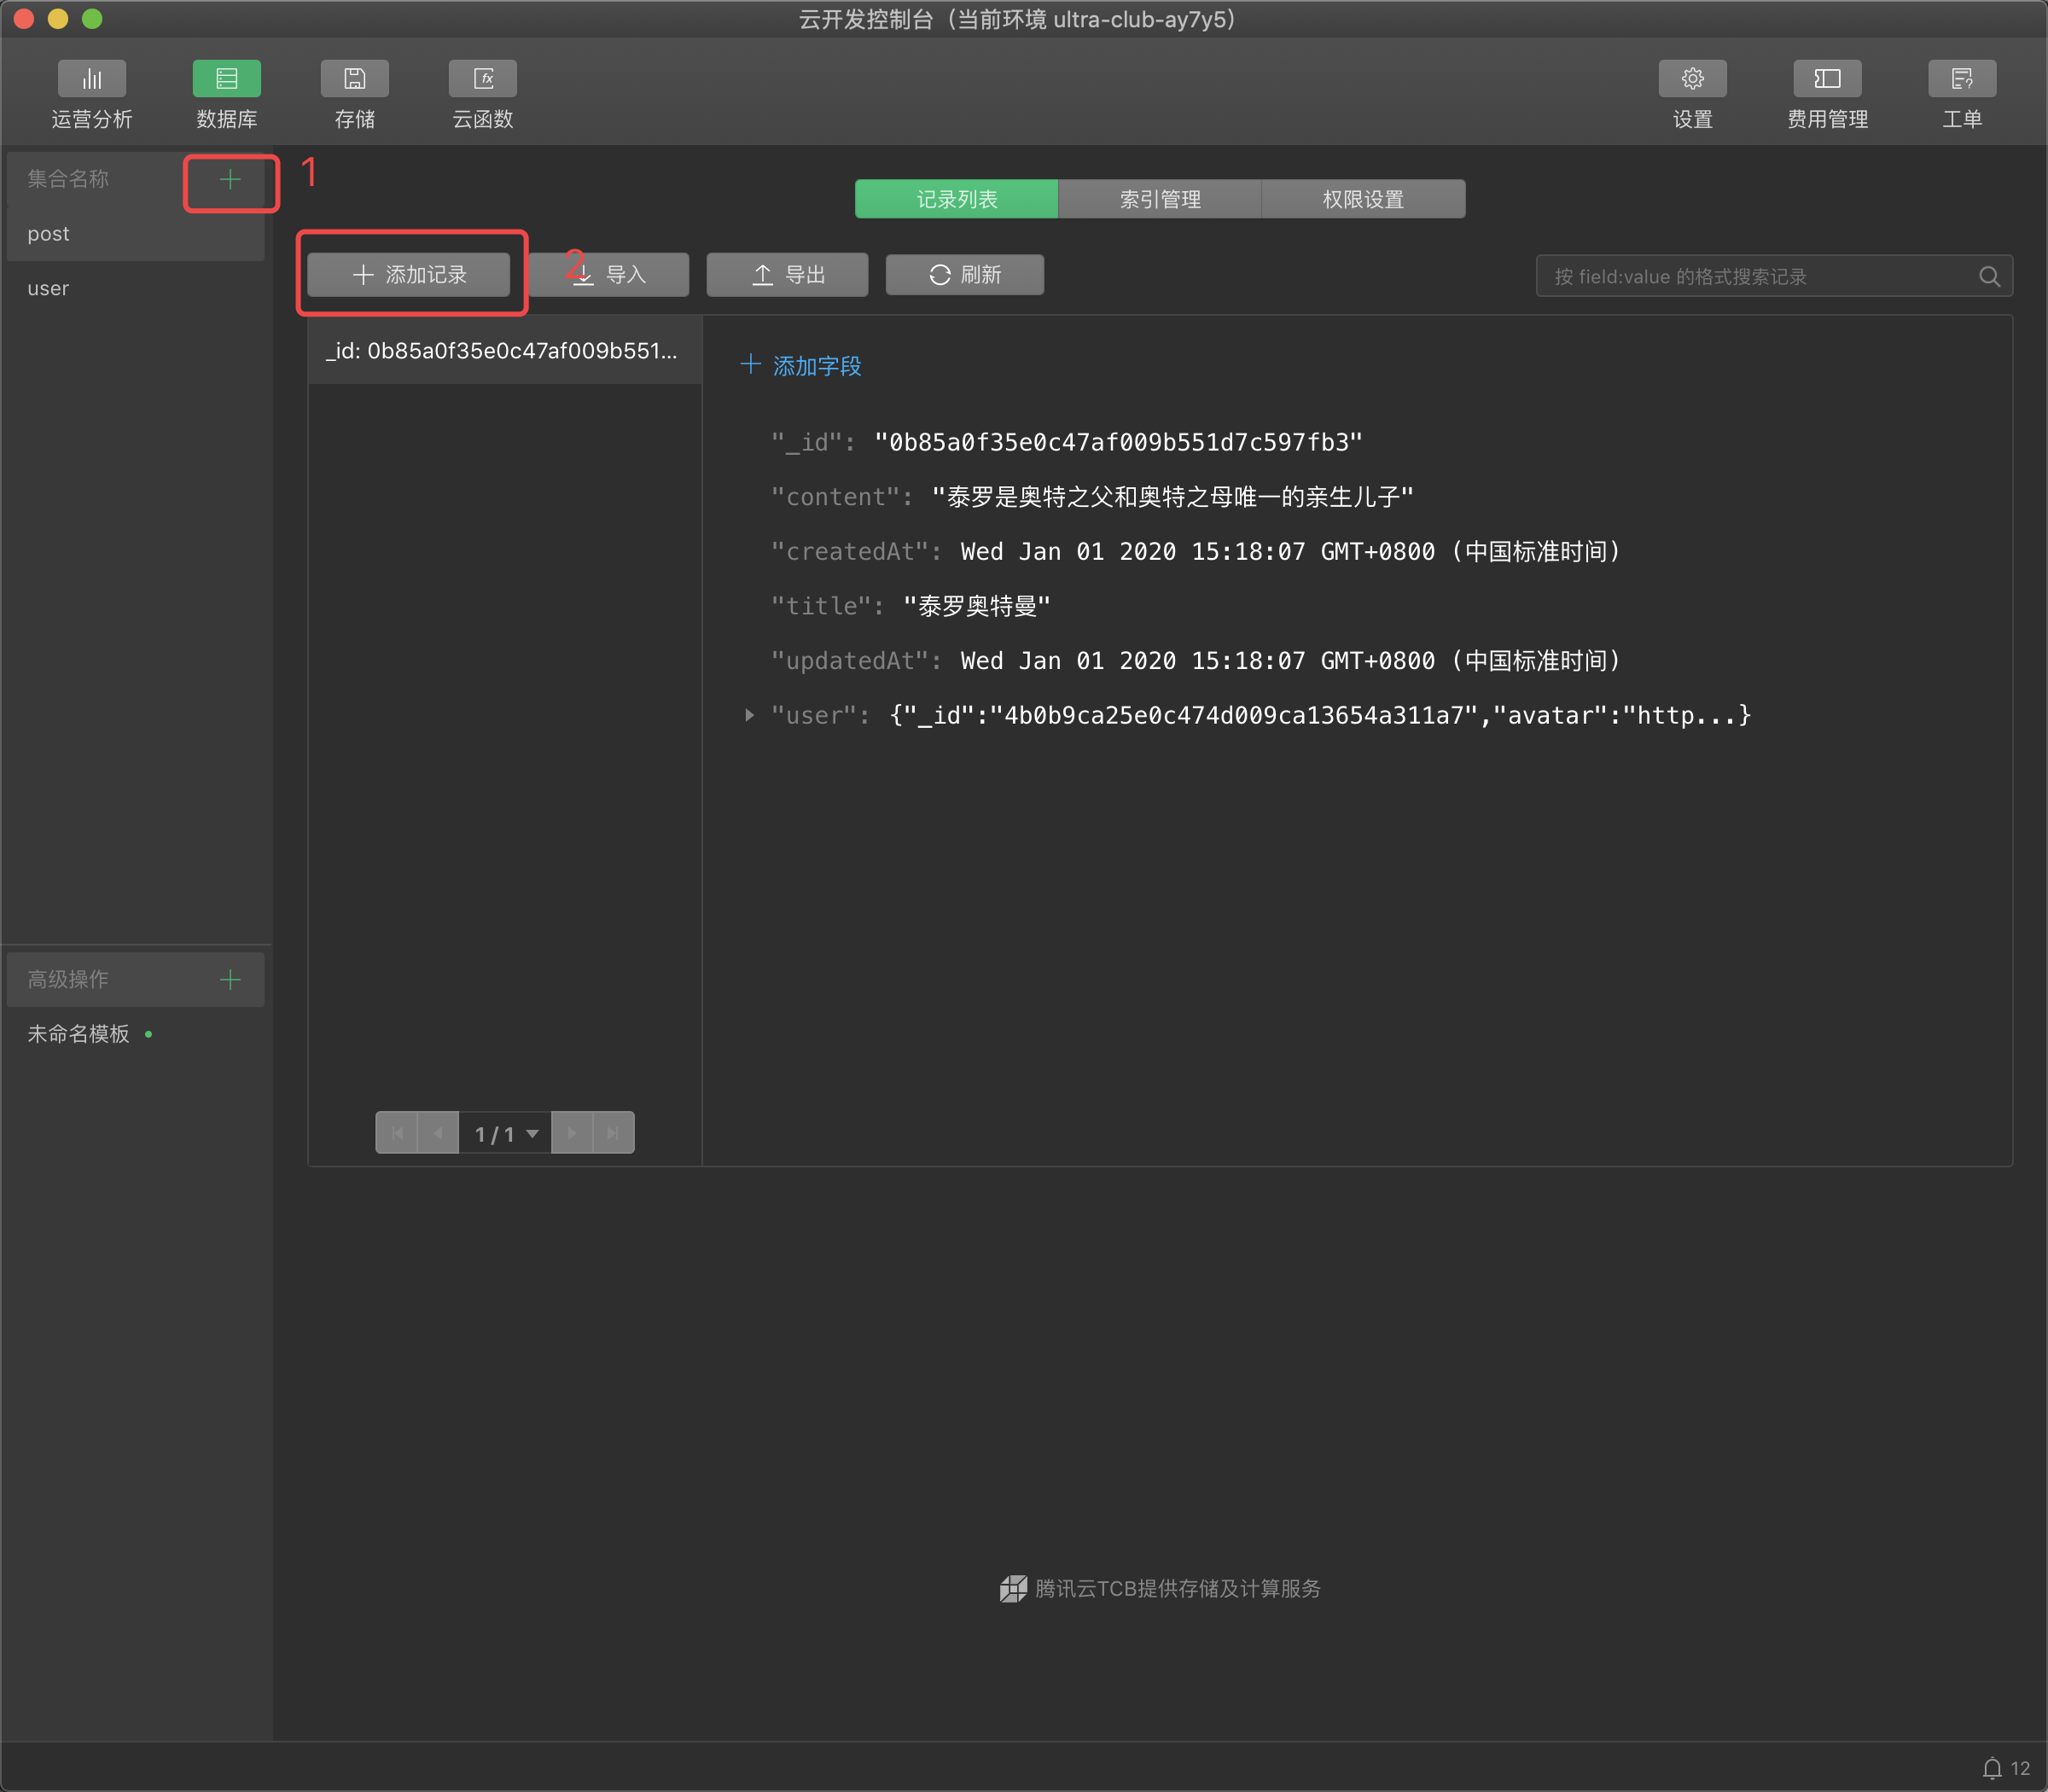 云开发控制台（当前环境 ultra-club-ay7y5）
运营分析 数据库 存储 云函数 设置 费用管理 工单
集合名称 1
post
user
记录列表 索引管理 权限设置
添加记录 2 导入 导出 刷新 按 field:value 的格式搜索记录
_id: 0b85a0f35e0c47af009b551...
添加字段
"_id": "0b85a0f35e0c47af009b551d7c597fb3"
"content": "泰罗是奥特之父和奥特之母唯一的亲生儿子"
"createdAt": Wed Jan 01 2020 15:18:07 GMT+0800 (中国标准时间)
"title": "泰罗奥特曼"
"updatedAt": Wed Jan 01 2020 15:18:07 GMT+0800 (中国标准时间)
"user": {"_id":"4b0b9ca25e0c474d009ca13654a311a7","avatar":"http...}
高级操作
未命名模板
1 / 1
腾讯云TCB提供存储及计算服务
12